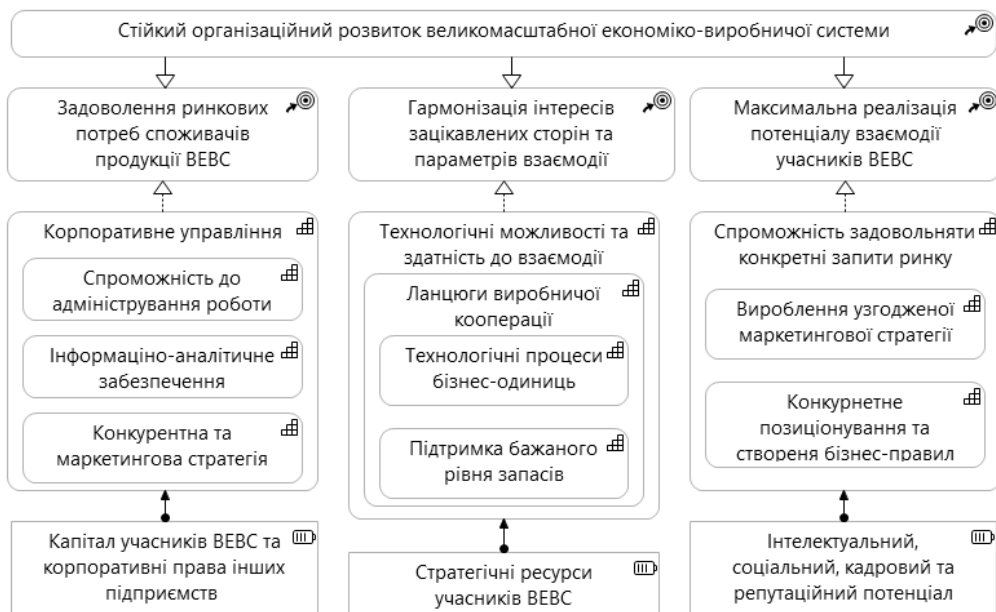 Стійкий організаційний розвиток великомасштабної економіко-виробничої системи
Задоволення ринкових
потреб споживачів
продукції ВЕВС
Гармонізація інтересів
зацікавлених сторін та
параметрів взаємодії
Максимальна реалізація
потенціалу взаємодії
учасників ВЕВС
Корпоративне управління
Спроможність до
адміністрування роботи
Інформаціно-аналітичне
забезпечення
Конкурентна та
маркетингова стратегія
Технологічні можливості та
здатність до взаємодії
Ланцюги виробничої
кооперації
Технологічні процеси
бізнес-одиниць
Підтримка бажаного
рівня запасів
Спроможність задовольняти
конкретні запити ринку
Вироблення узгодженої
маркетингової стратегії
Конкурнетне
позиціонування та
створеня бізнес-правил
Капітал учасників ВЕВС та
корпоративні права інших
підприємств
Стратегічні ресурси
учасників ВЕВС
Інтелектуальний,
соціальний, кадровий та
репутаційний потенціал